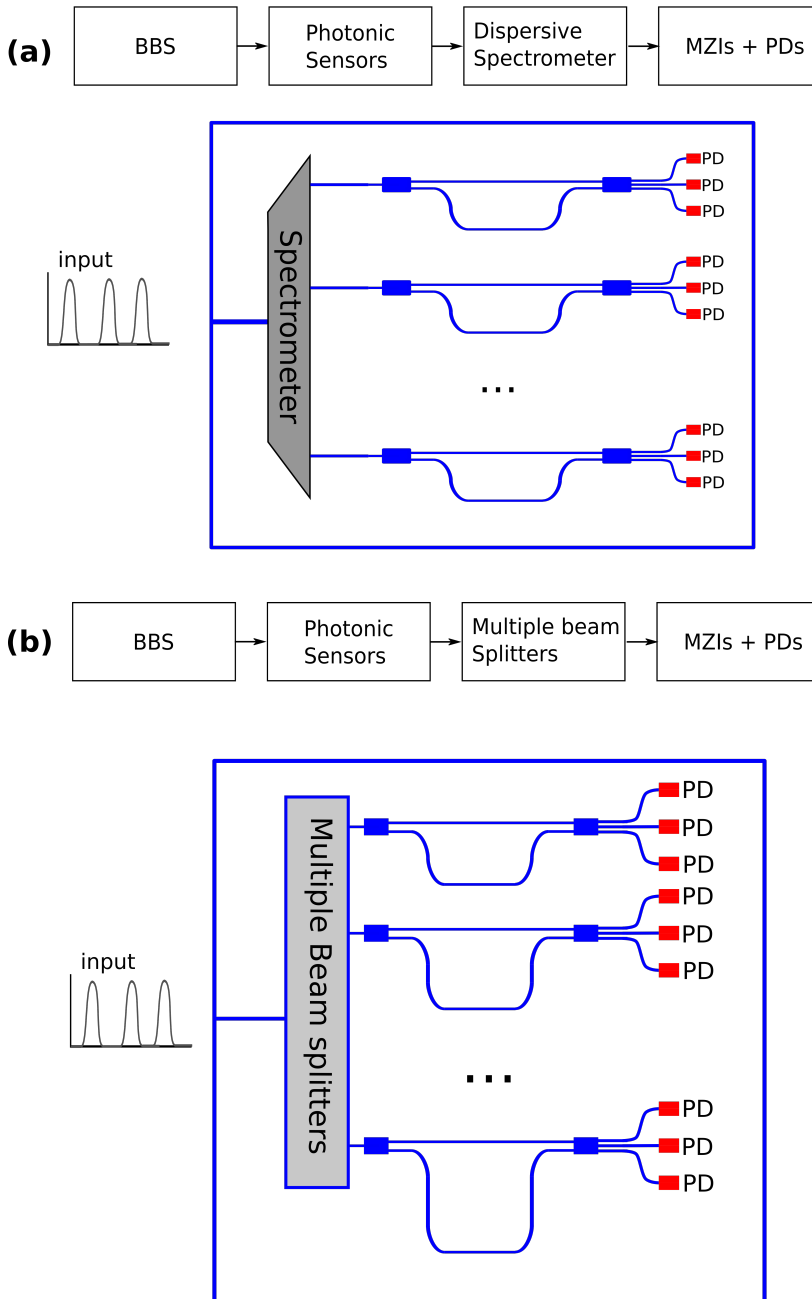 (a)
BBS
Photonic
Sensors
Dispersive
Spectrometer
MZIs + PDs
input
Spectrometer
PD
PD
PD
PD
PD
PD
...
PD
PD
PD
(b)
BBS
Photonic
Sensors
Multiple beam
Splitters
MZIs + PDs
input
Multiple Beam splitters
PD
PD
PD
PD
PD
PD
...
PD
PD
PD